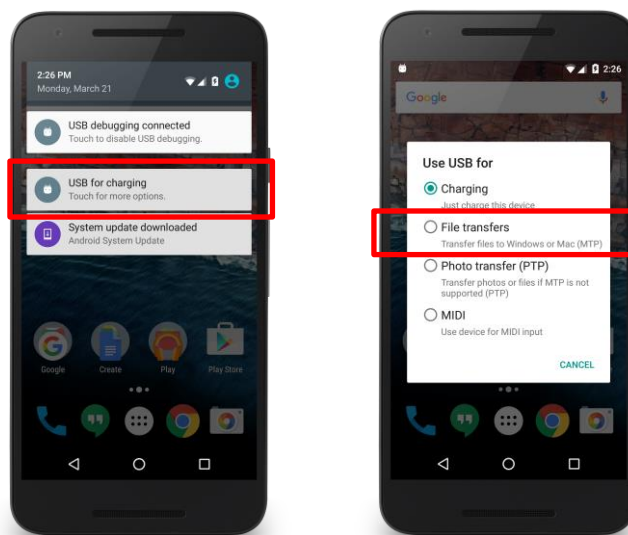 2:26 PM
Monday, March 21
USB debugging connected
Touch to disable USB debugging.
USB for charging
Touch for more options.
System update downloaded
Android System Update
Google
Create
Play
Play Store
2:26
Google
Use USB for
Charging
Just charge this device
File transfers
Transfer files to Windows or Mac (MTP)
Photo transfer (PTP)
Transfer photos or files if MTP is not
supported (PTP)
MIDI
Use device for MIDI input
CANCEL